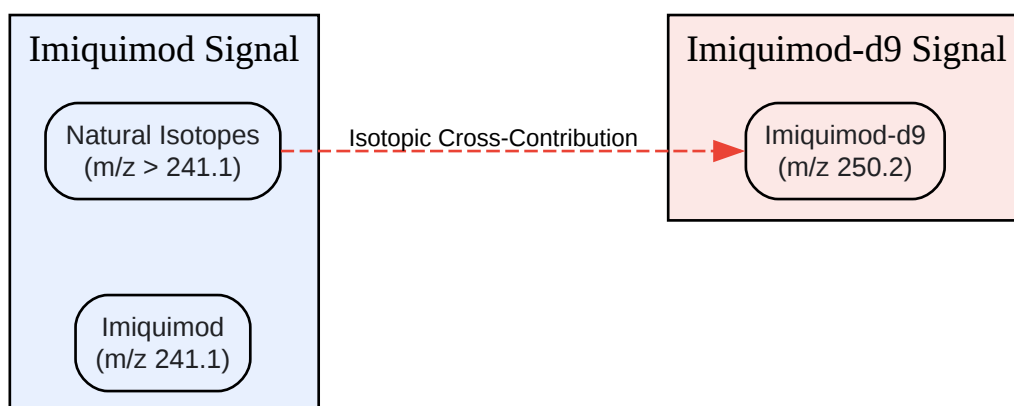 Imiquimod Signal
Natural Isotopes
(m/z > 241.1)
Imiquimod
(m/z 241.1)
Isotopic Cross-Contribution
Imiquimod-d9 Signal
Imiquimod-d9
(m/z 250.2)